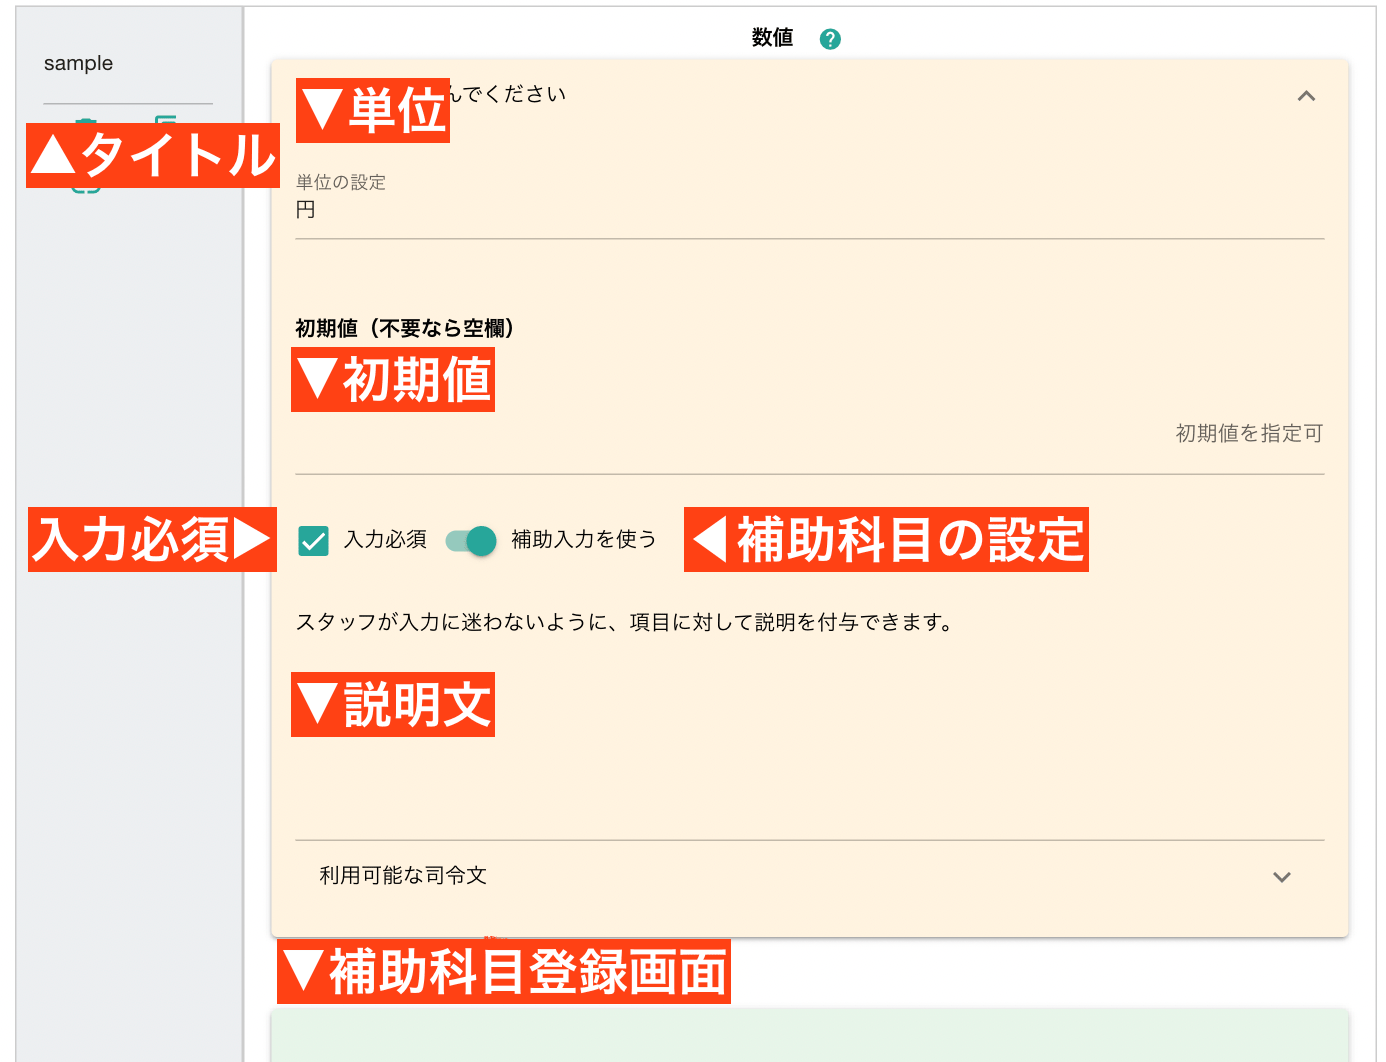 数値
?
sample
▲タイトル
▼単位
んでください
単位の設定
円
初期値（不要なら空欄）
▼初期値
初期値を指定可
入力必須▶
入力必須
補助入力を使う
◀補助科目の設定
スタッフが入力に迷わないように、項目に対して説明を付与できます。
▼説明文
利用可能な司令文
▼補助科目登録画面